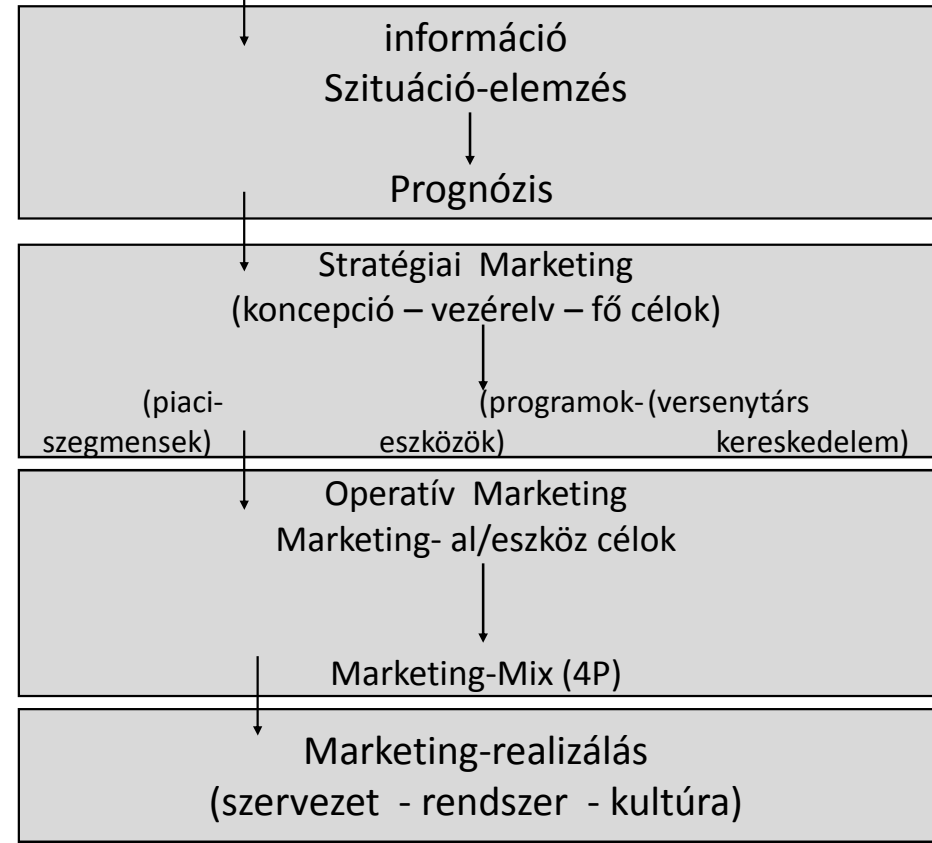 információ
Szituáció-elemzés
Prognózis
Stratégiai Marketing
(koncepció – vezérelv – fő célok)
(piaci- (programok- (versenytárs
szegmensek) eszközök) kereskedelem)
Operatív Marketing
Marketing- al/eszköz célok
Marketing-Mix (4P)
Marketing-realizálás
(szervezet - rendszer - kultúra)